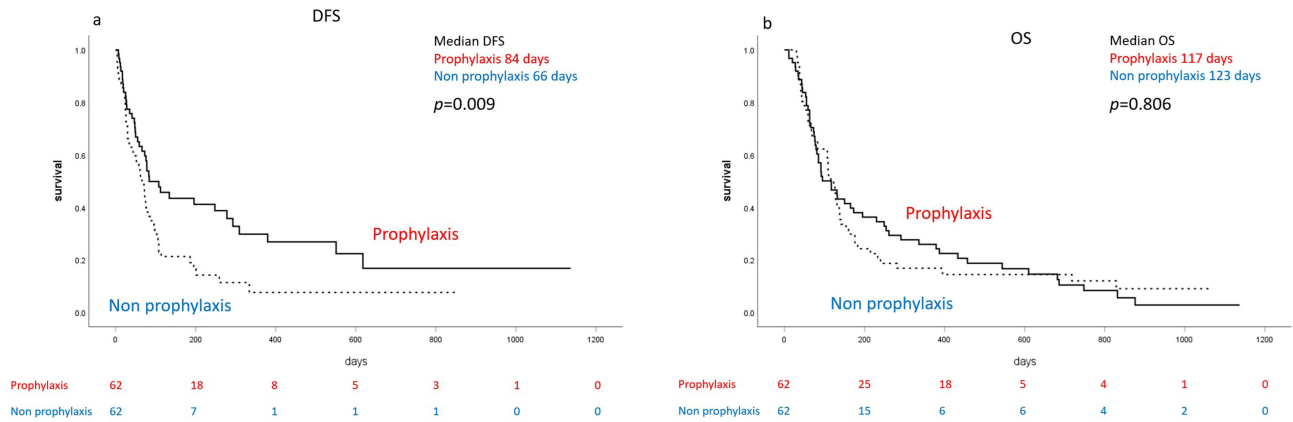 a
DFS
Median DFS
Prophylaxis 84 days
Non prophylaxis 66 days
p=0.009
1.0
0.8
0.6
0.4
0.2
0.0
survival
Prophylaxis
Non prophylaxis
0 200 400 600 800 1000 1200
days
Prophylaxis 62 18 8 5 3 1 0
Non prophylaxis 62 7 1 1 1 0 0
b
OS
Median OS
Prophylaxis 117 days
Non prophylaxis 123 days
p=0.806
1.0
0.8
0.6
0.4
0.2
0.0
survival
Prophylaxis
Non prophylaxis
0 200 400 600 800 1000 1200
days
Prophylaxis 62 25 18 5 4 1 0
Non prophylaxis 62 15 6 6 4 2 0